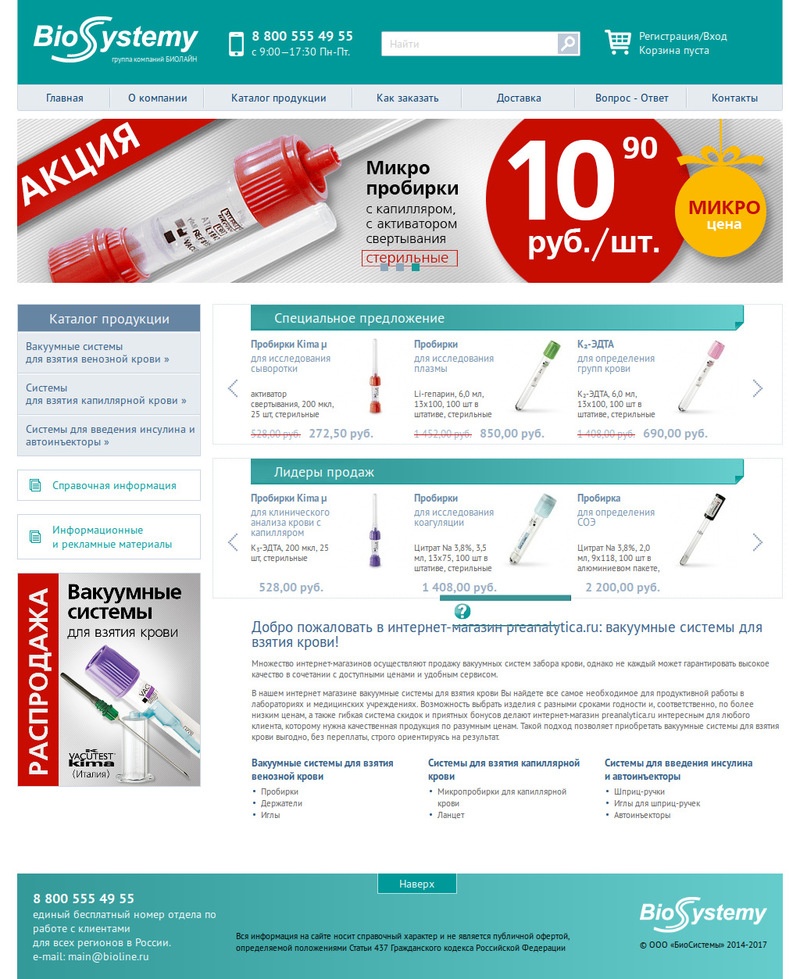 BioSystemy
группа компаний БИОЛАЙН
8 800 555 49 55
с 9:00—17:30 Пн-Пт.
Найти
Регистрация/Вход
Корзина пуста
Главная
О компании
Каталог продукции
Как заказать
Доставка
Вопрос - Ответ
Контакты
АКЦИЯ
Микро
пробирки
с капилляром,
с активатором
свертывания
стерильные
10 90
руб./шт.
МИКРО
цена
Каталог продукции
Вакуумные системы
для взятия венозной крови »
Системы
для взятия капиллярной крови »
Системы для введения инсулина и
автоинъекторы »
Справочная информация
Информационные
и рекламные материалы
РАСПРОДАЖА
Вакуумные
системы
для взятия крови
VACUTEST
kima
(Италия)
Специальное предложение
Пробирки Kima µ
для исследования
сыворотки
активатор
свертывания, 200 мкл,
25 шт, стерильные
528,00 руб. 272,50 руб.
Пробирки
для исследования
плазмы
Li-гепарин, 6,0 мл,
13х100, 100 шт в
штативе, стерильные
1 452,00 руб. 850,00 руб.
K₂-ЭДТА
для определения
групп крови
K₂-ЭДТА, 6,0 мл,
13х100, 100 шт в
штативе, стерильные
1 408,00 руб. 690,00 руб.
Лидеры продаж
Пробирки Kima µ
для клинического
анализа крови с
капилляром
K₃-ЭДТА, 200 мкл, 25
шт, стерильные
528,00 руб.
Пробирки
для исследования
коагуляции
Цитрат Na 3,8%, 3,5
мл, 13х75, 100 шт в
штативе, стерильные
1 408,00 руб.
Пробирка
для определения
СОЭ
Цитрат Na 3,8%, 2,0
мл, 9х118, 100 шт в
алюминиевом пакете,
2 200,00 руб.
?
Добро пожаловать в интернет-магазин preanalytica.ru: вакуумные системы для
взятия крови!
Множество интернет-магазинов осуществляют продажу вакуумных систем забора крови, однако не каждый может гарантировать высокое
качество в сочетании с доступными ценами и удобным сервисом.
В нашем интернет магазине вакуумные системы для взятия крови Вы найдете все самое необходимое для продуктивной работы в
лабораториях и медицинских учреждениях. Возможность выбрать изделия с разными сроками годности и, соответственно, по более
низким ценам, а также гибкая система скидок и приятных бонусов делают интернет-магазин preanalytica.ru интересным для любого
клиента, которому нужна качественная продукция по разумным ценам. Такой подход позволяет приобретать вакуумные системы для взятия
крови выгодно, без переплаты, строго ориентируясь на результат.
Вакуумные системы для взятия
венозной крови
• Пробирки
• Держатели
• Иглы
Системы для взятия капиллярной
крови
• Микропробирки для капиллярной
крови
• Ланцет
Системы для введения инсулина
и автоинъекторы
• Шприц-ручки
• Иглы для шприц-ручек
• Автоинъекторы
Наверх
8 800 555 49 55
единый бесплатный номер отдела по
работе с клиентами
для всех регионов в России.
e-mail: main@bioline.ru
Вся информация на сайте носит справочный характер и не является публичной офертой,
определяемой положениями Статьи 437 Гражданского кодекса Российской Федерации
BioSystemy
© ООО «БиоСистемы» 2014-2017